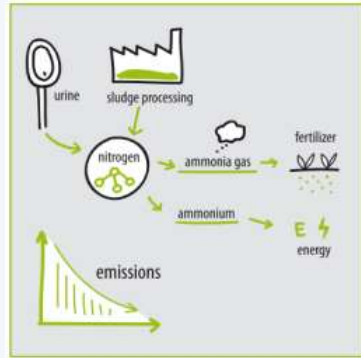 urine
sludge processing
nitrogen
ammonia gas
fertilizer
ammonium
E
energy
emissions